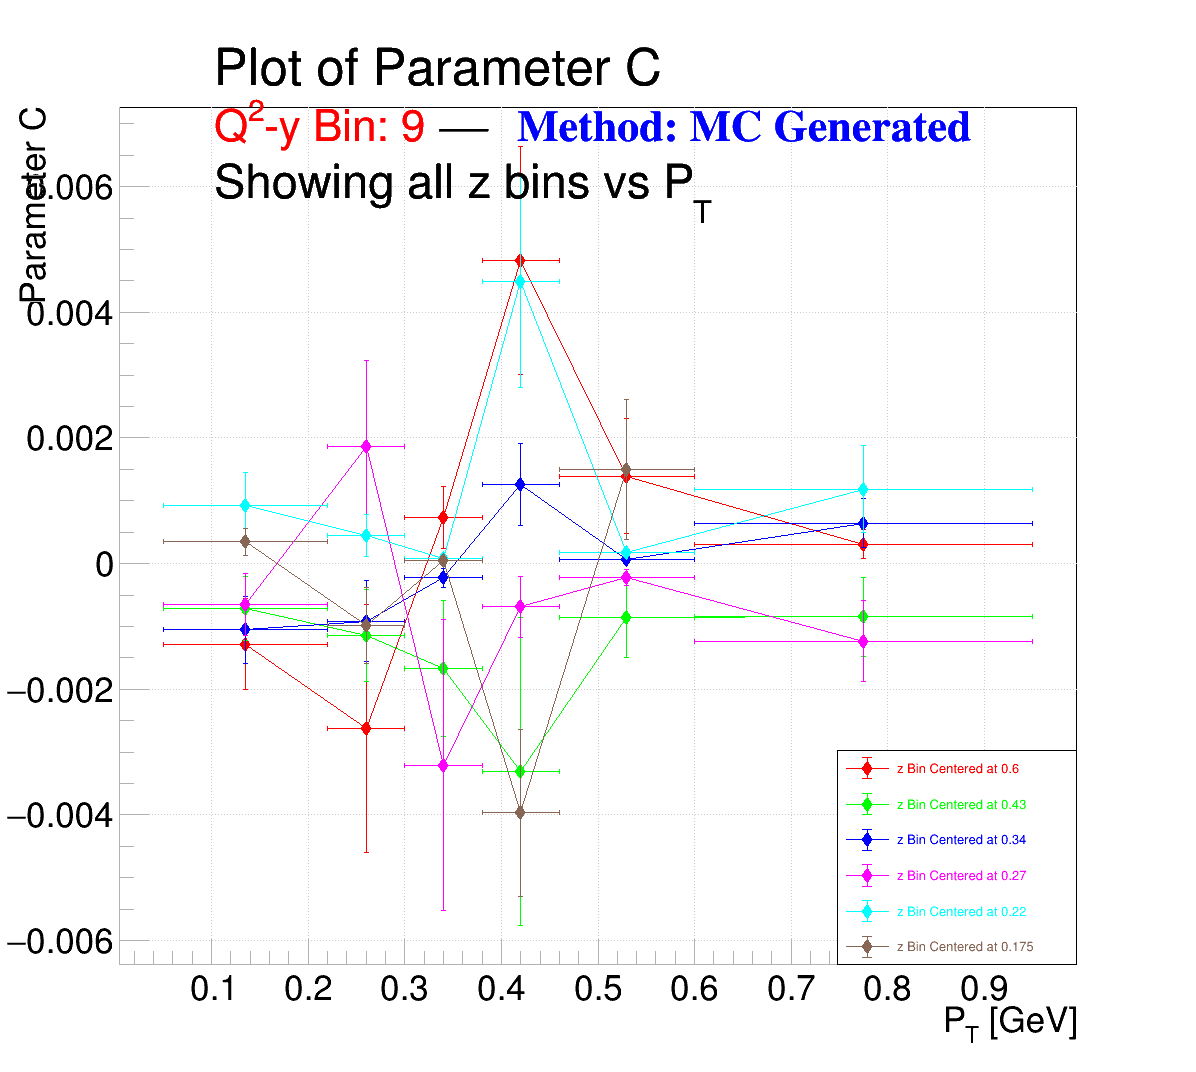 Plot of Parameter C
Q²-y Bin: 9 — Method: MC Generated
Showing all z bins vs P_T
Parameter C
0.006
0.004
0.002
0
−0.002
−0.004
−0.006
z Bin Centered at 0.6
z Bin Centered at 0.43
z Bin Centered at 0.34
z Bin Centered at 0.27
z Bin Centered at 0.22
z Bin Centered at 0.175
0.1 0.2 0.3 0.4 0.5 0.6 0.7 0.8 0.9
P_T [GeV]